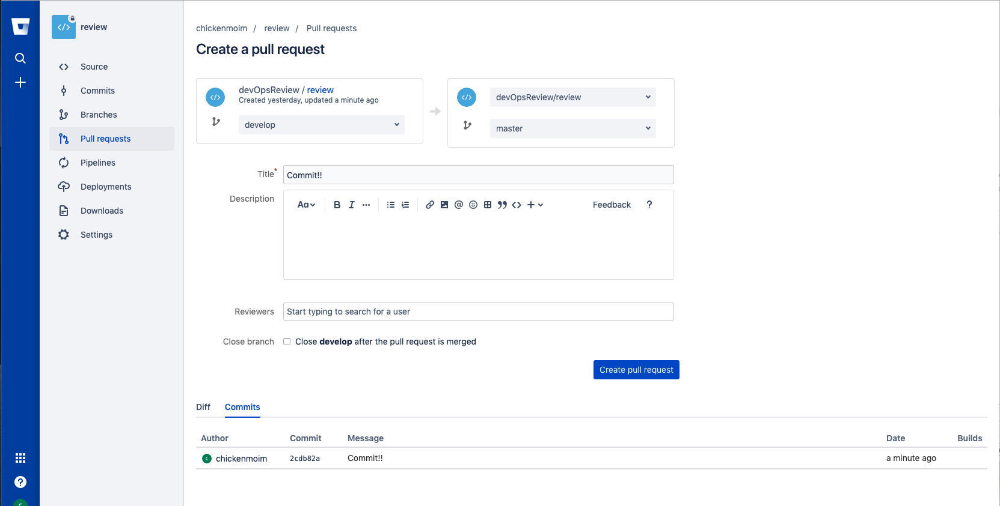 review
Source
Commits
Branches
Pull requests
Pipelines
Deployments
Downloads
Settings
chickenmoim / review / Pull requests
Create a pull request
devOpsReview / review
Created yesterday, updated a minute ago
develop
devOpsReview/review
master
Title*
Commit!!
Description
Aa B I ... Feedback ?
Reviewers
Start typing to search for a user
Close branch
Close develop after the pull request is merged
Create pull request
Diff Commits
Author Commit Message Date Builds
C chickenmoim 2cdb82a Commit!! a minute ago